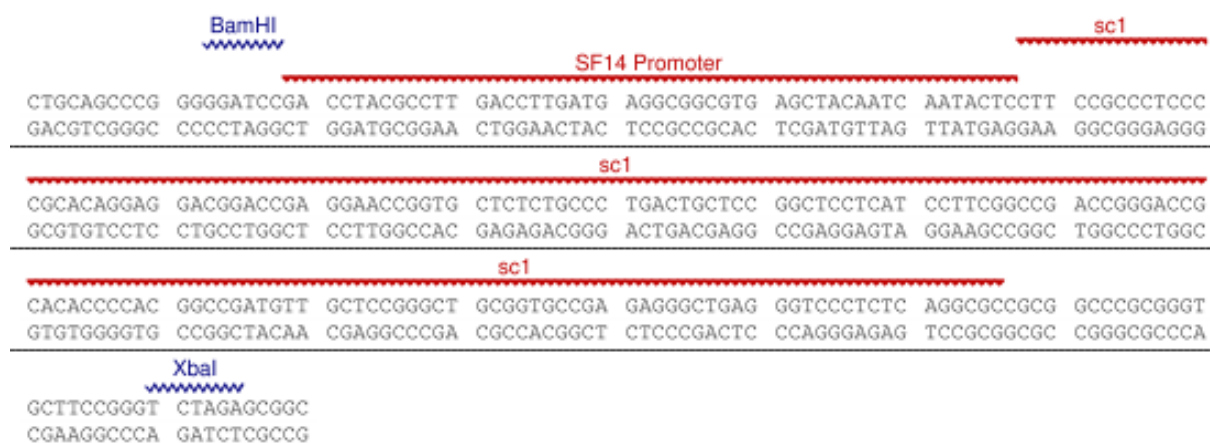 BamHI
sc1
SF14 Promoter
CTGCAGCCCG GGGGATCCGA CCTACGCCTT GACCTTGATG AGGCGGCGTG AGCTACAATC AATACTCCTT CCGCCCTCCC
GACGTCGGGC CCCCTAGGCT GGATGCGGAA CTGGAACTAC TCCGCCGCAC TCGATGTTAG TTATGAGGAA GGCGGGAGGG
sc1
CGCACAGGAG GACGGACCGA GGAACCGGTG CTCTCTGCCC TGACTGCTCC GGCTCCTCAT CCTTCGGCCG ACCGGGACCG
GCGTGTCCTC CTGCCTGGCT CCTTGGCCAC GAGAGACGGG ACTGACGAGG CCGAGGAGTA GGAAGCCGGC TGGCCCTGGC
sc1
CACACCCCAC GGCCGATGTT GCTCCGGGCT GCGGTGCCGA GAGGGCTGAG GGTCCCTCTC AGGCGCCGCG GCCCGCGGGT
GTGTGGGGTG CCGGCTACAA CGAGGCCCGA CGCCACGGCT CTCCCGACTC CCAGGGAGAG TCCGCGGCGC CGGGCGCCCA
XbaI
GCTTCCGGGT CTAGAGCGGC
CGAAGGCCCA GATCTCGCCG